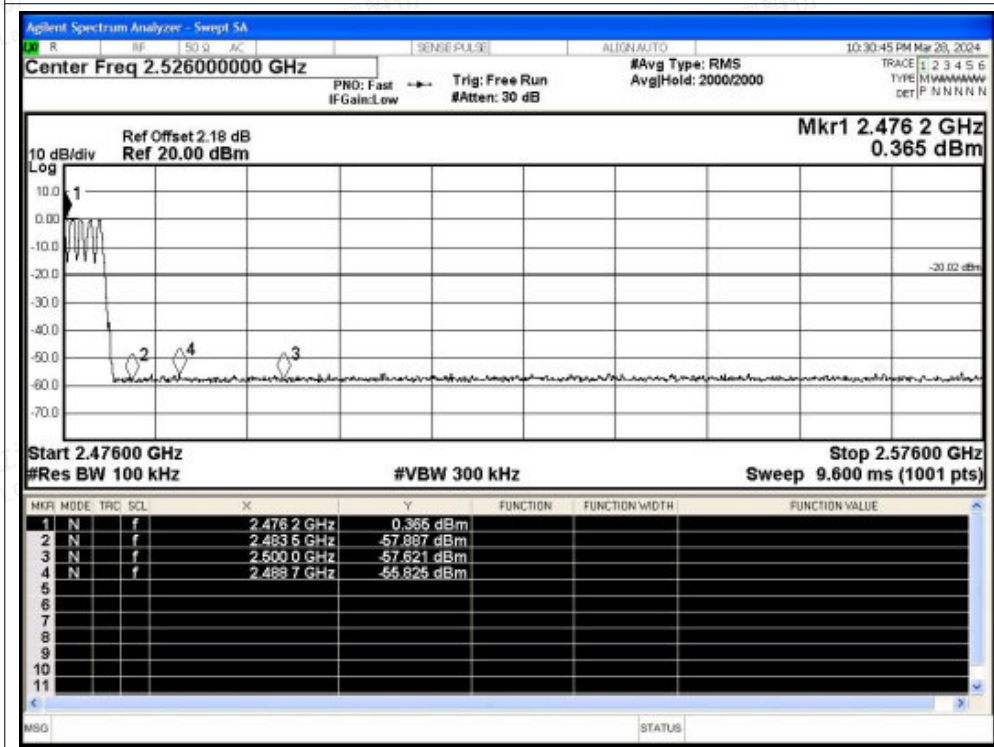 Agilent Spectrum Analyzer - Swept SA
R RF 50 Ω AC SENSE:PULSE ALIGNAUTO 10:30:45 PM Mar 28, 2024
Center Freq 2.526000000 GHz #Avg Type: RMS TRACE 1 2 3 4 5 6
PNO: Fast Trig: Free Run Avg|Hold: 2000/2000 TYPE M
IFGain:Low #Atten: 30 dB DET P N N N N N
Mkr1 2.476 2 GHz
0.365 dBm
Ref Offset 2.18 dB
10 dB/div Ref 20.00 dBm
Log
10.0
1
0.00
-10.0
-20.0
-20.02 dBm
-30.0
-40.0
-50.0
2 4 3
-60.0
-70.0
Start 2.47600 GHz Stop 2.57600 GHz
#Res BW 100 kHz #VBW 300 kHz Sweep 9.600 ms (1001 pts)
MKR MODE TRC SCL X Y FUNCTION FUNCTION WIDTH FUNCTION VALUE
1 N f 2.476 2 GHz 0.365 dBm
2 N f 2.483 5 GHz -57.887 dBm
3 N f 2.500 0 GHz -57.621 dBm
4 N f 2.488 7 GHz -55.825 dBm
5
6
7
8
9
10
11
MSG STATUS